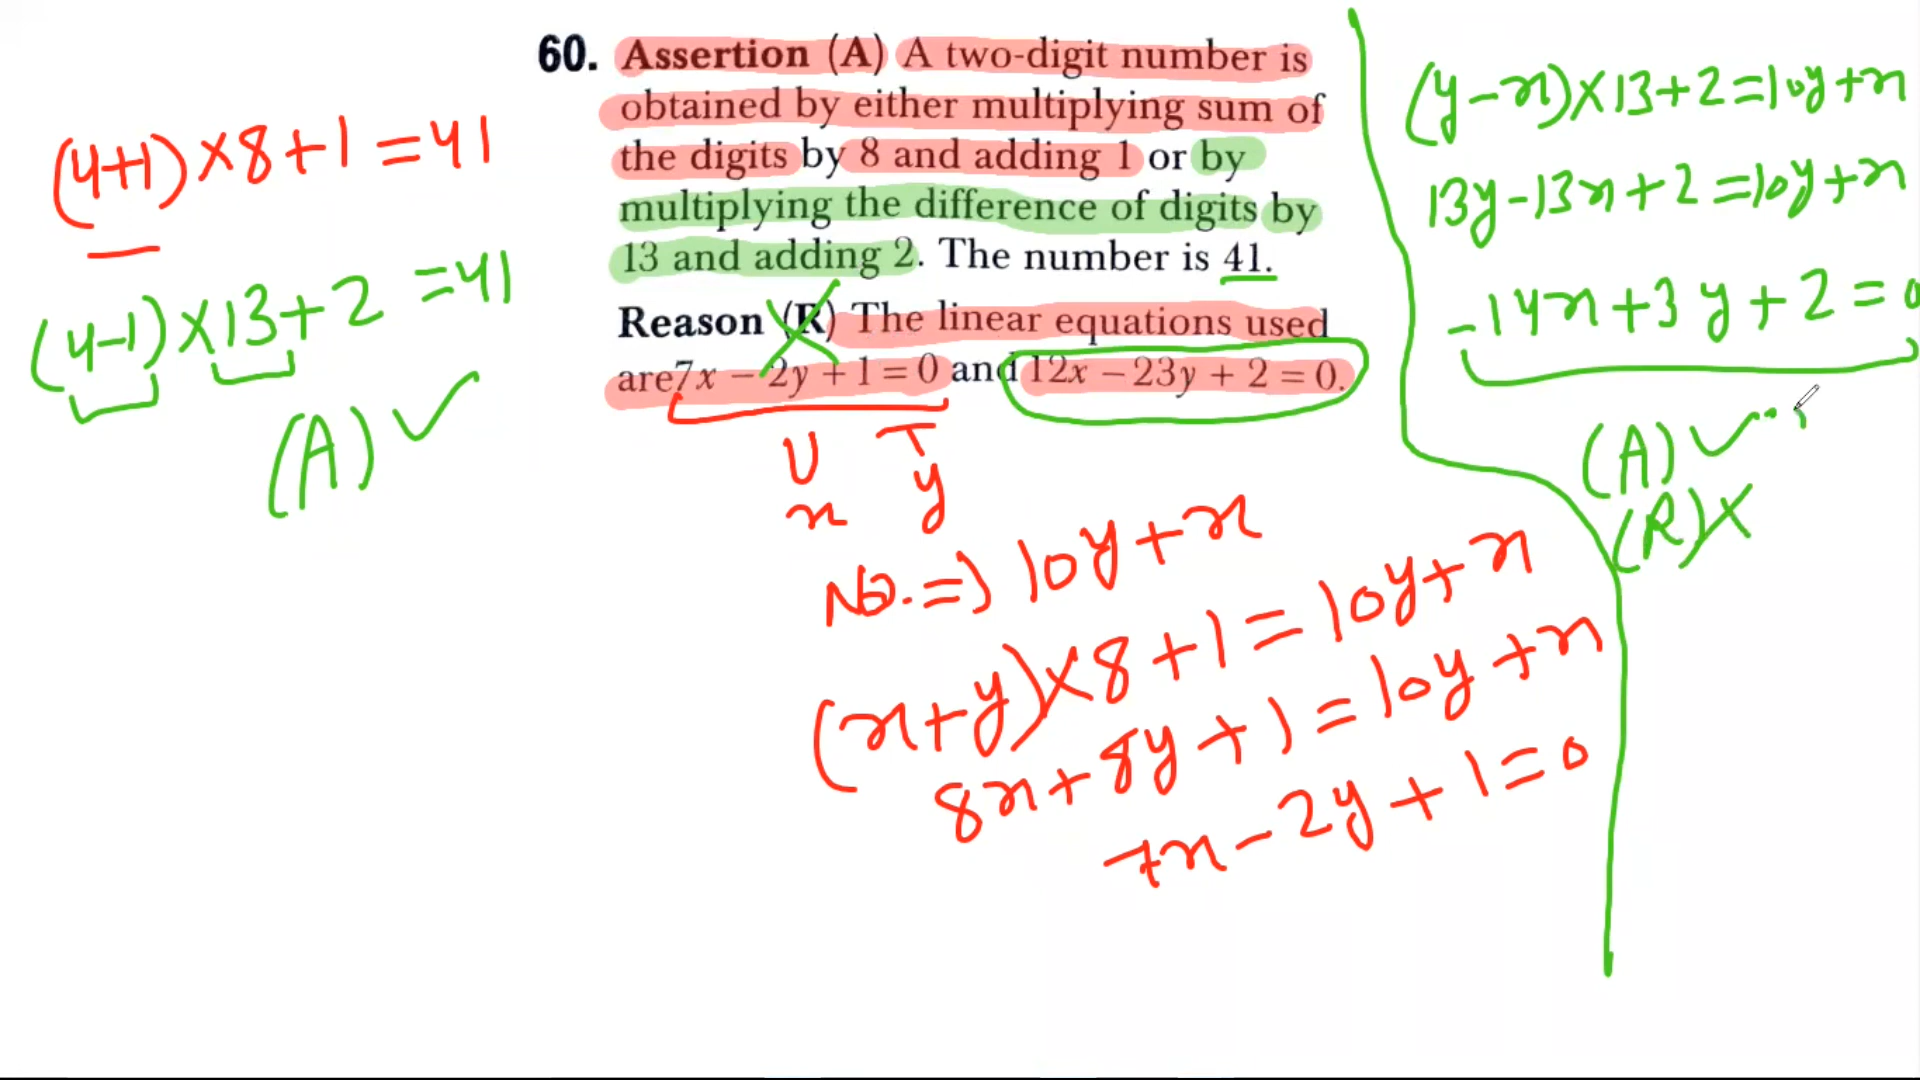 60. Assertion (A) A two-digit number is
obtained by either multiplying sum of
the digits by 8 and adding 1 or by
multiplying the difference of digits by
13 and adding 2. The number is 41.
Reason (R) The linear equations used
are7x − 2y + 1 = 0 and 12x − 23y + 2 = 0.
(4+1)×8+1=41
(4-1)×13+2=41
(A) ✓
U T
x y
No. => 10y+x
(x+y)×8+1=10y+x
8x+8y+1=10y+x
7x-2y+1=0
(y-x)×13+2=10y+x
13y-13x+2=10y+x
-14x+3y+2=0
(A) ✓
(R) ×